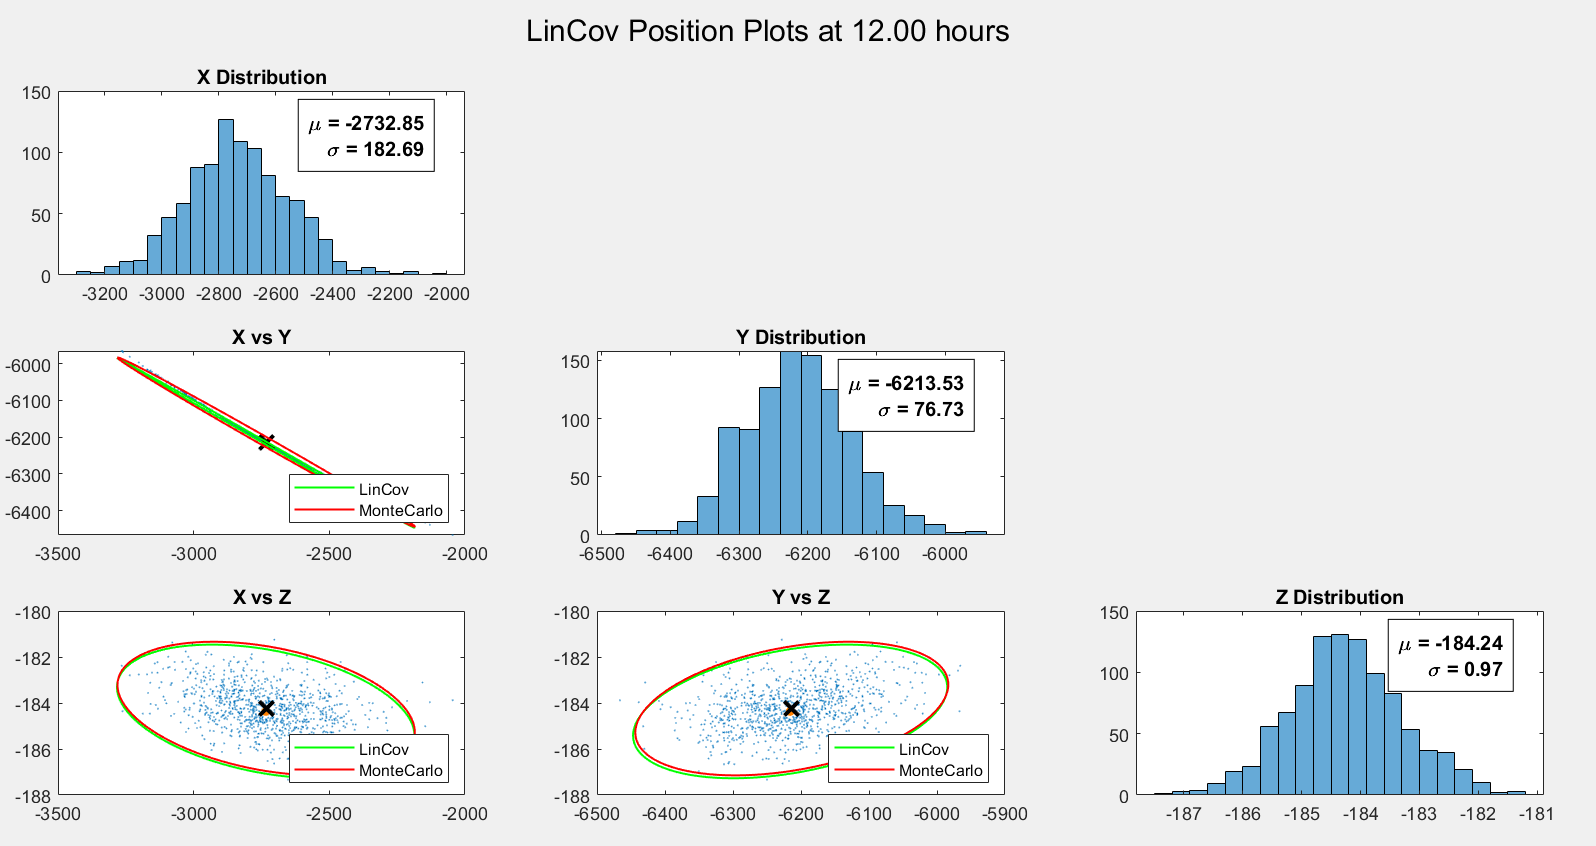 LinCov Position Plots at 12.00 hours
X Distribution
150
100
50
0
μ = -2732.85
σ = 182.69
-3200 -3000 -2800 -2600 -2400 -2200 -2000
X vs Y
-6000
-6100
-6200
-6300
-6400
LinCov
MonteCarlo
-3500 -3000 -2500 -2000
Y Distribution
150
100
50
0
μ = -6213.53
σ = 76.73
-6500 -6400 -6300 -6200 -6100 -6000
X vs Z
-180
-182
-184
-186
-188
LinCov
MonteCarlo
-3500 -3000 -2500 -2000
Y vs Z
-180
-182
-184
-186
-188
LinCov
MonteCarlo
-6500 -6400 -6300 -6200 -6100 -6000 -5900
Z Distribution
150
100
50
0
μ = -184.24
σ = 0.97
-187 -186 -185 -184 -183 -182 -181